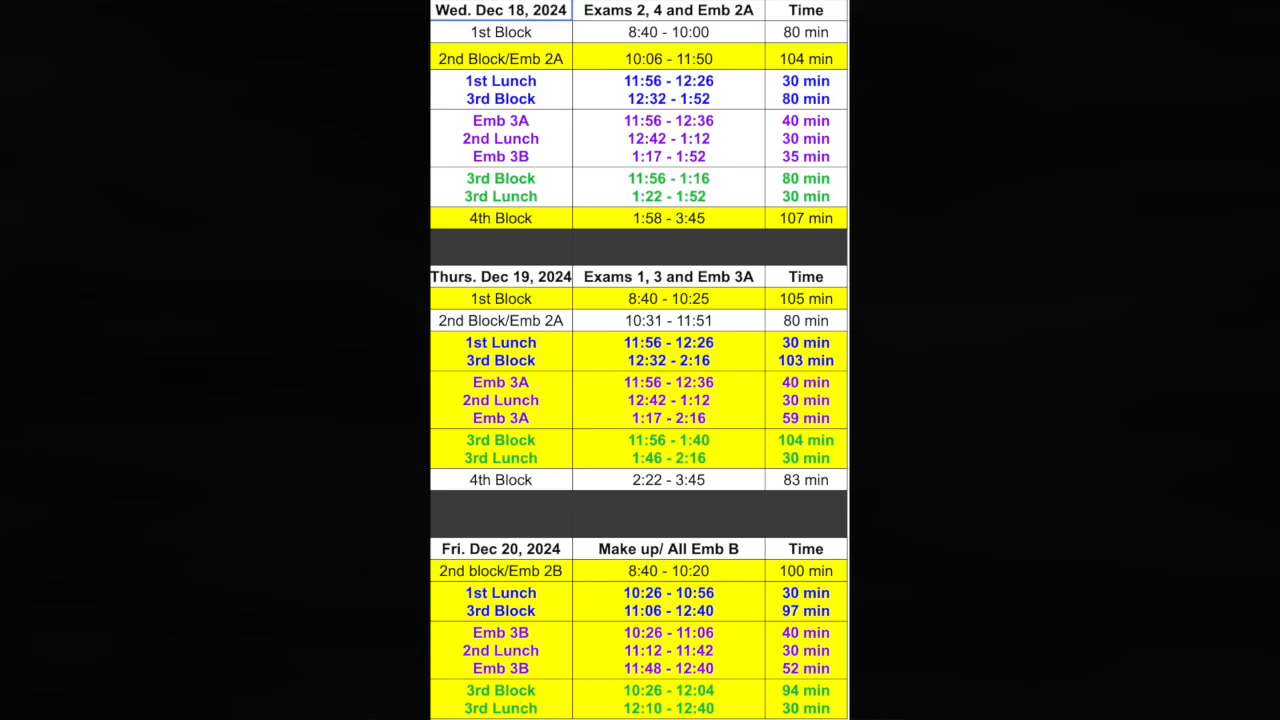 Wed. Dec 18, 2024 Exams 2, 4 and Emb 2A Time
1st Block 8:40 - 10:00 80 min
2nd Block/Emb 2A 10:06 - 11:50 104 min
1st Lunch 11:56 - 12:26 30 min
3rd Block 12:32 - 1:52 80 min
Emb 3A 11:56 - 12:36 40 min
2nd Lunch 12:42 - 1:12 30 min
Emb 3B 1:17 - 1:52 35 min
3rd Block 11:56 - 1:16 80 min
3rd Lunch 1:22 - 1:52 30 min
4th Block 1:58 - 3:45 107 min
Thurs. Dec 19, 2024 Exams 1, 3 and Emb 3A Time
1st Block 8:40 - 10:25 105 min
2nd Block/Emb 2A 10:31 - 11:51 80 min
1st Lunch 11:56 - 12:26 30 min
3rd Block 12:32 - 2:16 103 min
Emb 3A 11:56 - 12:36 40 min
2nd Lunch 12:42 - 1:12 30 min
Emb 3A 1:17 - 2:16 59 min
3rd Block 11:56 - 1:40 104 min
3rd Lunch 1:46 - 2:16 30 min
4th Block 2:22 - 3:45 83 min
Fri. Dec 20, 2024 Make up/ All Emb B Time
2nd block/Emb 2B 8:40 - 10:20 100 min
1st Lunch 10:26 - 10:56 30 min
3rd Block 11:06 - 12:40 97 min
Emb 3B 10:26 - 11:06 40 min
2nd Lunch 11:12 - 11:42 30 min
Emb 3B 11:48 - 12:40 52 min
3rd Block 10:26 - 12:04 94 min
3rd Lunch 12:10 - 12:40 30 min